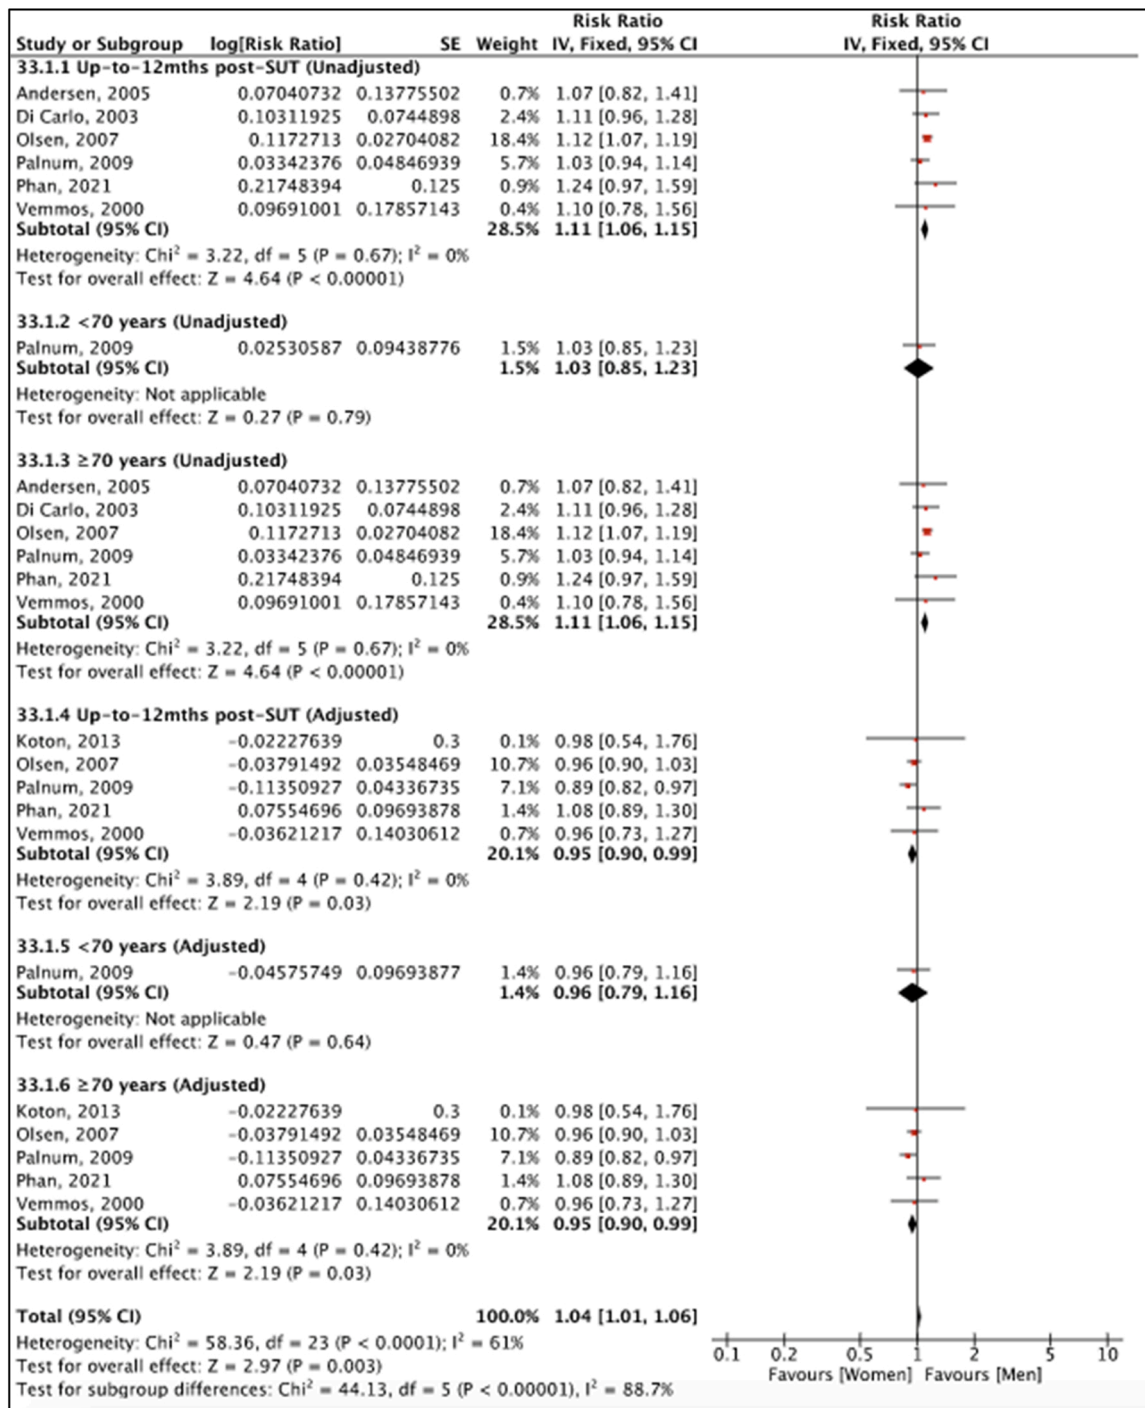 Risk Ratio Risk Ratio
Study or Subgroup log[Risk Ratio] SE Weight IV, Fixed, 95% CI IV, Fixed, 95% CI
33.1.1 Up-to-12mths post-SUT (Unadjusted)
Andersen, 2005 0.07040732 0.13775502 0.7% 1.07 [0.82, 1.41]
Di Carlo, 2003 0.10311925 0.0744898 2.4% 1.11 [0.96, 1.28]
Olsen, 2007 0.1172713 0.02704082 18.4% 1.12 [1.07, 1.19]
Palnum, 2009 0.03342376 0.04846939 5.7% 1.03 [0.94, 1.14]
Phan, 2021 0.21748394 0.125 0.9% 1.24 [0.97, 1.59]
Vemmos, 2000 0.09691001 0.17857143 0.4% 1.10 [0.78, 1.56]
Subtotal (95% CI) 28.5% 1.11 [1.06, 1.15]
Heterogeneity: Chi² = 3.22, df = 5 (P = 0.67); I² = 0%
Test for overall effect: Z = 4.64 (P < 0.00001)
33.1.2 <70 years (Unadjusted)
Palnum, 2009 0.02530587 0.09438776 1.5% 1.03 [0.85, 1.23]
Subtotal (95% CI) 1.5% 1.03 [0.85, 1.23]
Heterogeneity: Not applicable
Test for overall effect: Z = 0.27 (P = 0.79)
33.1.3 ≥70 years (Unadjusted)
Andersen, 2005 0.07040732 0.13775502 0.7% 1.07 [0.82, 1.41]
Di Carlo, 2003 0.10311925 0.0744898 2.4% 1.11 [0.96, 1.28]
Olsen, 2007 0.1172713 0.02704082 18.4% 1.12 [1.07, 1.19]
Palnum, 2009 0.03342376 0.04846939 5.7% 1.03 [0.94, 1.14]
Phan, 2021 0.21748394 0.125 0.9% 1.24 [0.97, 1.59]
Vemmos, 2000 0.09691001 0.17857143 0.4% 1.10 [0.78, 1.56]
Subtotal (95% CI) 28.5% 1.11 [1.06, 1.15]
Heterogeneity: Chi² = 3.22, df = 5 (P = 0.67); I² = 0%
Test for overall effect: Z = 4.64 (P < 0.00001)
33.1.4 Up-to-12mths post-SUT (Adjusted)
Koton, 2013 -0.02227639 0.3 0.1% 0.98 [0.54, 1.76]
Olsen, 2007 -0.03791492 0.03548469 10.7% 0.96 [0.90, 1.03]
Palnum, 2009 -0.11350927 0.04336735 7.1% 0.89 [0.82, 0.97]
Phan, 2021 0.07554696 0.09693878 1.4% 1.08 [0.89, 1.30]
Vemmos, 2000 -0.03621217 0.14030612 0.7% 0.96 [0.73, 1.27]
Subtotal (95% CI) 20.1% 0.95 [0.90, 0.99]
Heterogeneity: Chi² = 3.89, df = 4 (P = 0.42); I² = 0%
Test for overall effect: Z = 2.19 (P = 0.03)
33.1.5 <70 years (Adjusted)
Palnum, 2009 -0.04575749 0.09693877 1.4% 0.96 [0.79, 1.16]
Subtotal (95% CI) 1.4% 0.96 [0.79, 1.16]
Heterogeneity: Not applicable
Test for overall effect: Z = 0.47 (P = 0.64)
33.1.6 ≥70 years (Adjusted)
Koton, 2013 -0.02227639 0.3 0.1% 0.98 [0.54, 1.76]
Olsen, 2007 -0.03791492 0.03548469 10.7% 0.96 [0.90, 1.03]
Palnum, 2009 -0.11350927 0.04336735 7.1% 0.89 [0.82, 0.97]
Phan, 2021 0.07554696 0.09693878 1.4% 1.08 [0.89, 1.30]
Vemmos, 2000 -0.03621217 0.14030612 0.7% 0.96 [0.73, 1.27]
Subtotal (95% CI) 20.1% 0.95 [0.90, 0.99]
Heterogeneity: Chi² = 3.89, df = 4 (P = 0.42); I² = 0%
Test for overall effect: Z = 2.19 (P = 0.03)
Total (95% CI) 100.0% 1.04 [1.01, 1.06]
Heterogeneity: Chi² = 58.36, df = 23 (P < 0.0001); I² = 61%
Test for overall effect: Z = 2.97 (P = 0.003)
Test for subgroup differences: Chi² = 44.13, df = 5 (P < 0.00001), I² = 88.7%
0.1 0.2 0.5 1 2 5 10
Favours [Women] Favours [Men]